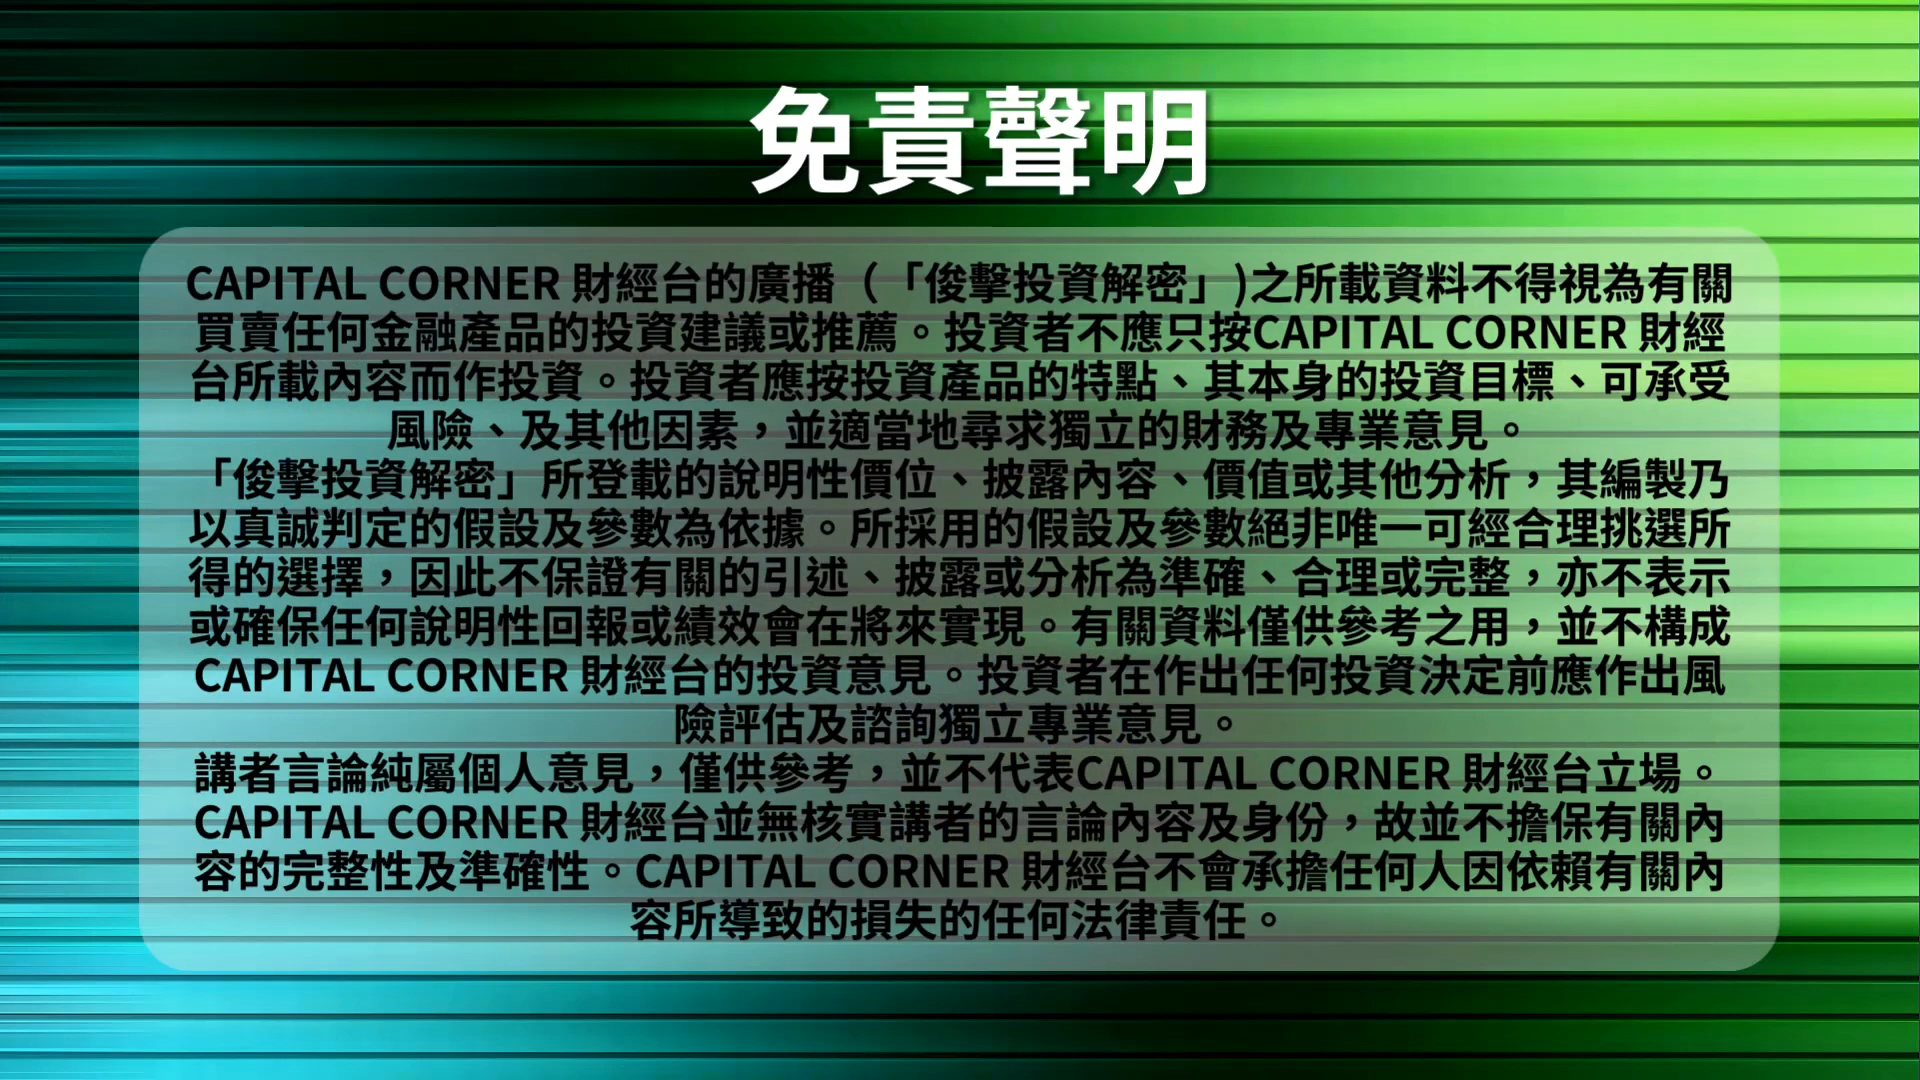 免責聲明
CAPITAL CORNER 財經台的廣播（「俊擊投資解密」)之所載資料不得視為有關
買賣任何金融產品的投資建議或推薦。投資者不應只按CAPITAL CORNER 財經
台所載內容而作投資。投資者應按投資產品的特點、其本身的投資目標、可承受
風險、及其他因素，並適當地尋求獨立的財務及專業意見。
「俊擊投資解密」所登載的說明性價位、披露內容、價值或其他分析，其編製乃
以真誠判定的假設及參數為依據。所採用的假設及參數絕非唯一可經合理挑選所
得的選擇，因此不保證有關的引述、披露或分析為準確、合理或完整，亦不表示
或確保任何說明性回報或績效會在將來實現。有關資料僅供參考之用，並不構成
CAPITAL CORNER 財經台的投資意見。投資者在作出任何投資決定前應作出風
險評估及諮詢獨立專業意見。
講者言論純屬個人意見，僅供參考，並不代表CAPITAL CORNER 財經台立場。
CAPITAL CORNER 財經台並無核實講者的言論內容及身份，故並不擔保有關內
容的完整性及準確性。CAPITAL CORNER 財經台不會承擔任何人因依賴有關內
容所導致的損失的任何法律責任。